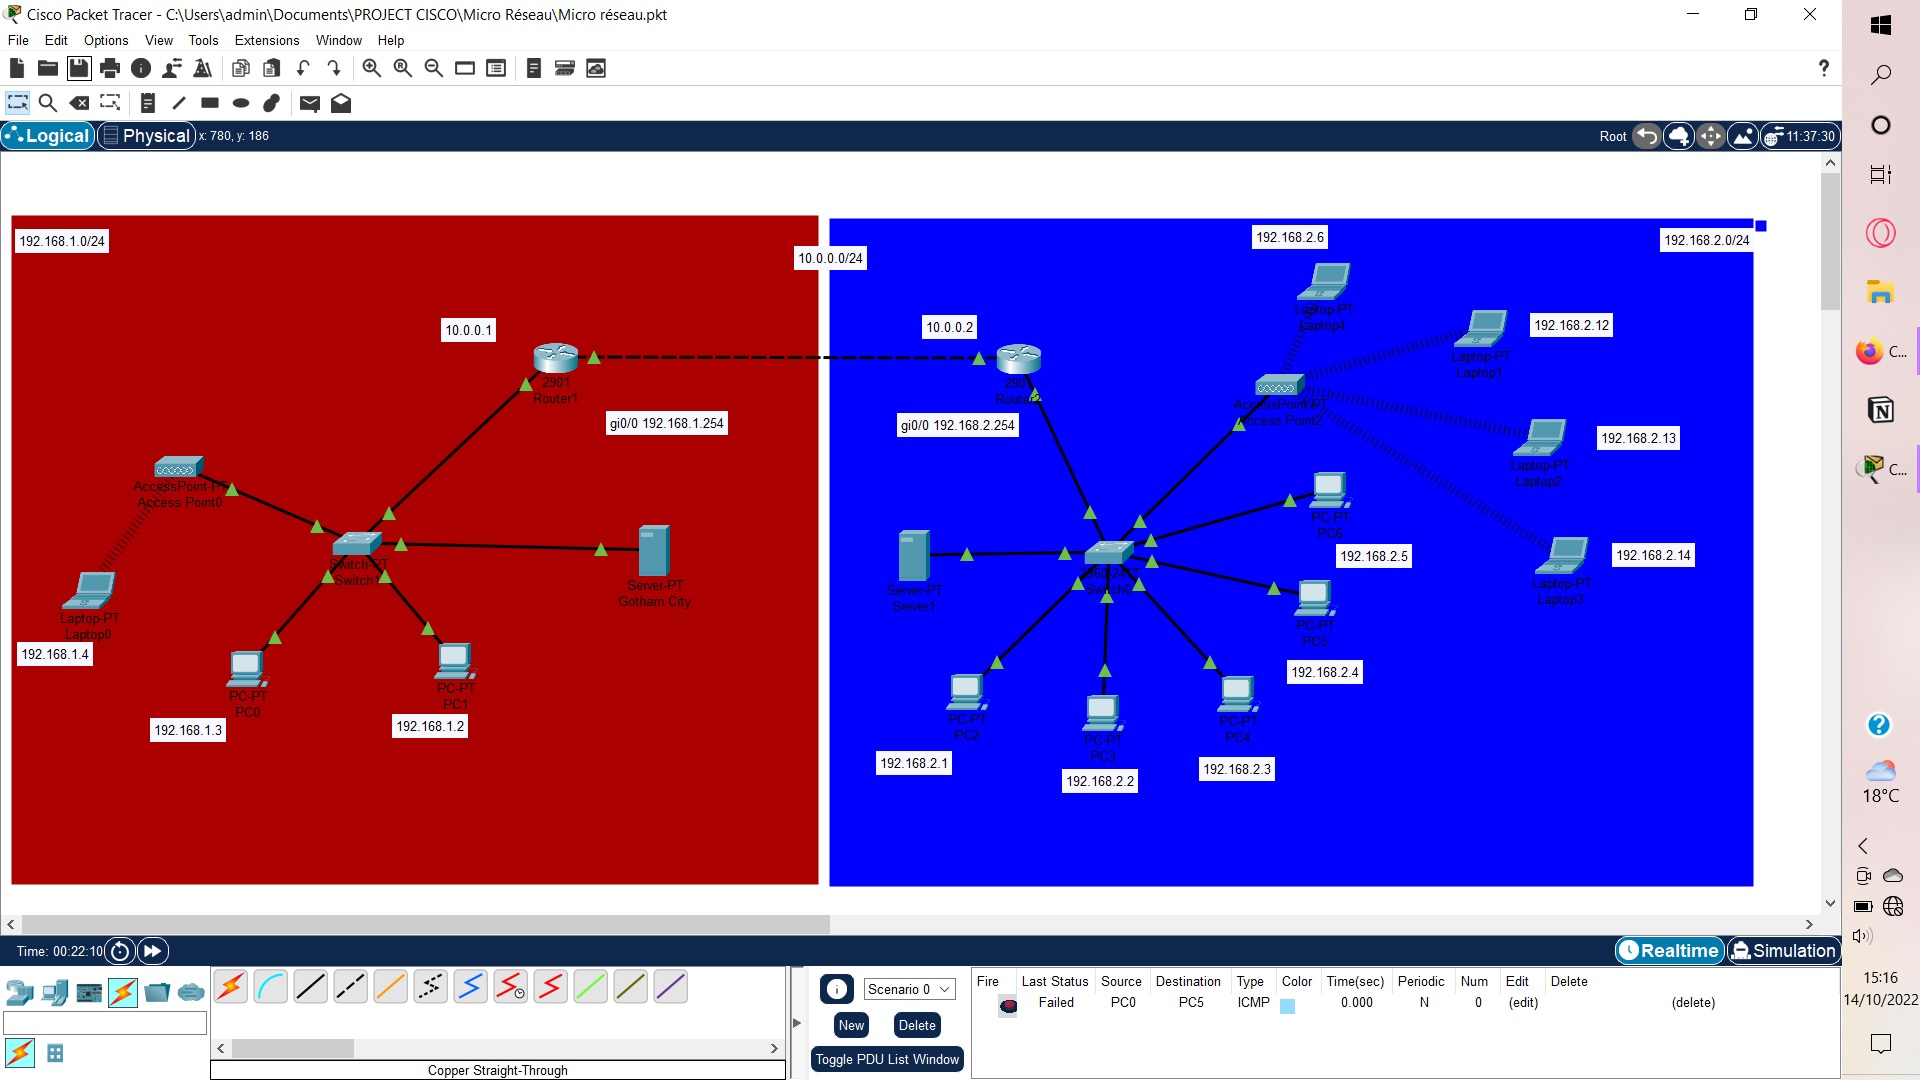 Cisco Packet Tracer - C:\Users\admin\Documents\PROJECT CISCO\Micro Réseau\Micro réseau.pkt
File Edit Options View Tools Extensions Window Help
Logical Physical x: 780, y: 186 Root 11:37:30
192.168.1.0/24
10.0.0.0/24
192.168.2.6
192.168.2.0/24
10.0.0.1
2901
Router1
gi0/0 192.168.1.254
AccessPoint-PT
Access Point0
Switch-PT
Switch1
Server-PT
Gotham City
Laptop-PT
Laptop0
192.168.1.4
PC-PT
PC0
192.168.1.3
PC-PT
PC1
192.168.1.2
10.0.0.2
Router2
gi0/0 192.168.2.254
Laptop-PT
Laptop4
Laptop-PT
Laptop1
192.168.2.12
AccessPoint-PT
Access Point2
Laptop-PT
Laptop2
192.168.2.13
PC-PT
PC6
192.168.2.5
Laptop-PT
Laptop3
192.168.2.14
Server-PT
Server1
2960-24TT
Switch0
PC-PT
PC5
192.168.2.4
PC-PT
PC2
192.168.2.1
PC-PT
PC3
192.168.2.2
PC-PT
PC4
192.168.2.3
Time: 00:22:10 Realtime Simulation
Scenario 0
New Delete
Toggle PDU List Window
Copper Straight-Through
Fire Last Status Source Destination Type Color Time(sec) Periodic Num Edit Delete
Failed PC0 PC5 ICMP 0.000 N 0 (edit) (delete)
C...
C...
18°C
15:16
14/10/2022